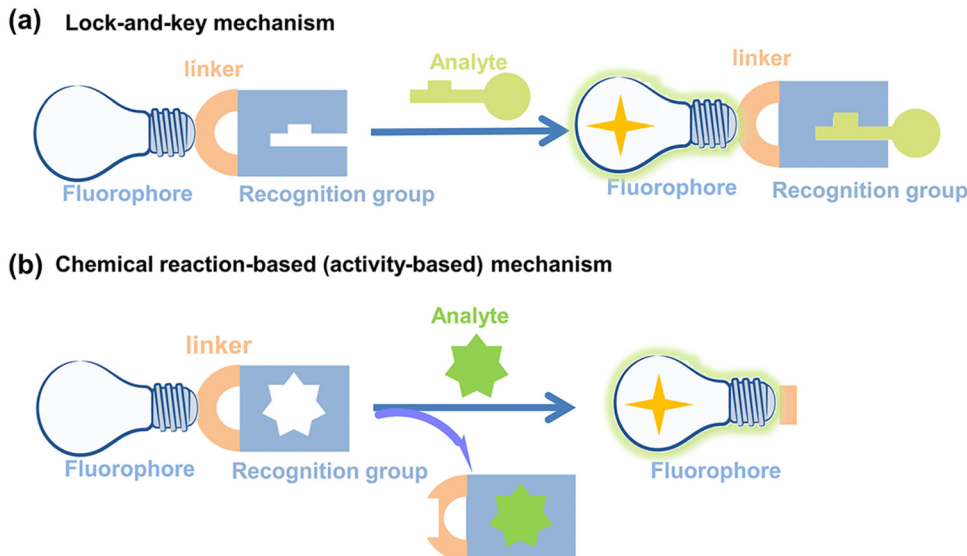 (a) Lock-and-key mechanism
linker
Analyte
linker
Fluorophore
Recognition group
Fluorophore
Recognition group
(b) Chemical reaction-based (activity-based) mechanism
linker
Analyte
Fluorophore
Recognition group
Fluorophore